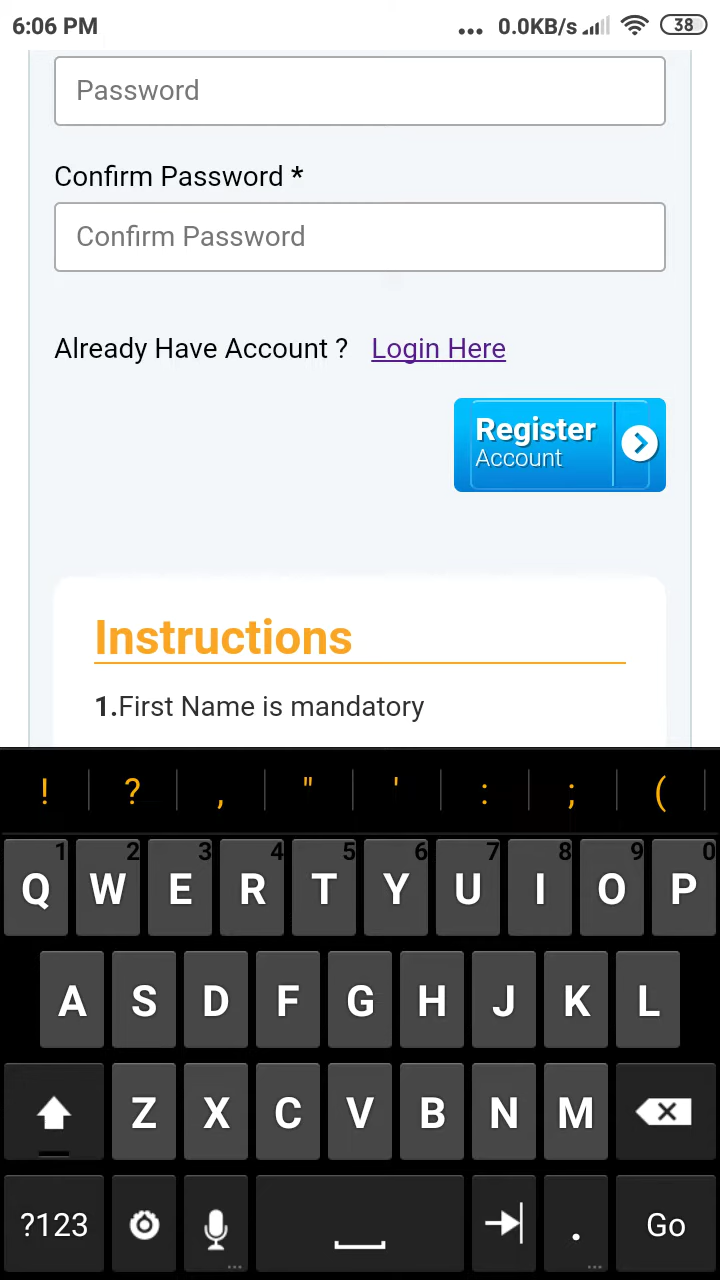 6:06 PM ... 0.0KB/s 38
Password
Confirm Password *
Confirm Password
Already Have Account ? Login Here
Register
Account
Instructions
1.First Name is mandatory
! ? , " ' : ; (
1 2 3 4 5 6 7 8 9 0
Q W E R T Y U I O P
A S D F G H J K L
Z X C V B N M
?123 . Go